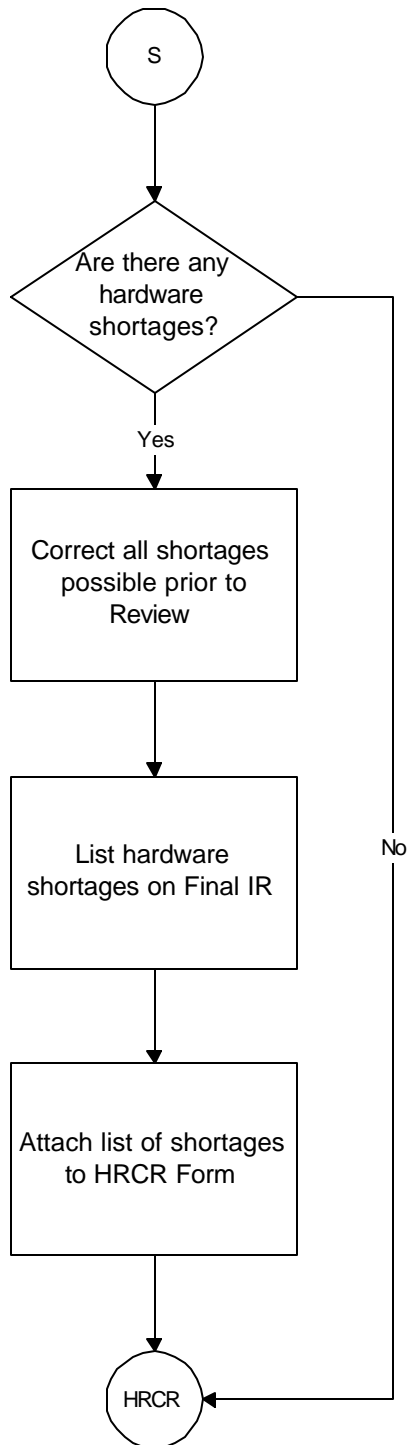 S
Are there any
hardware
shortages?
Yes
Correct all shortages
possible prior to
Review
List hardware
shortages on Final IR
No
Attach list of shortages
to HRCR Form
HRCR